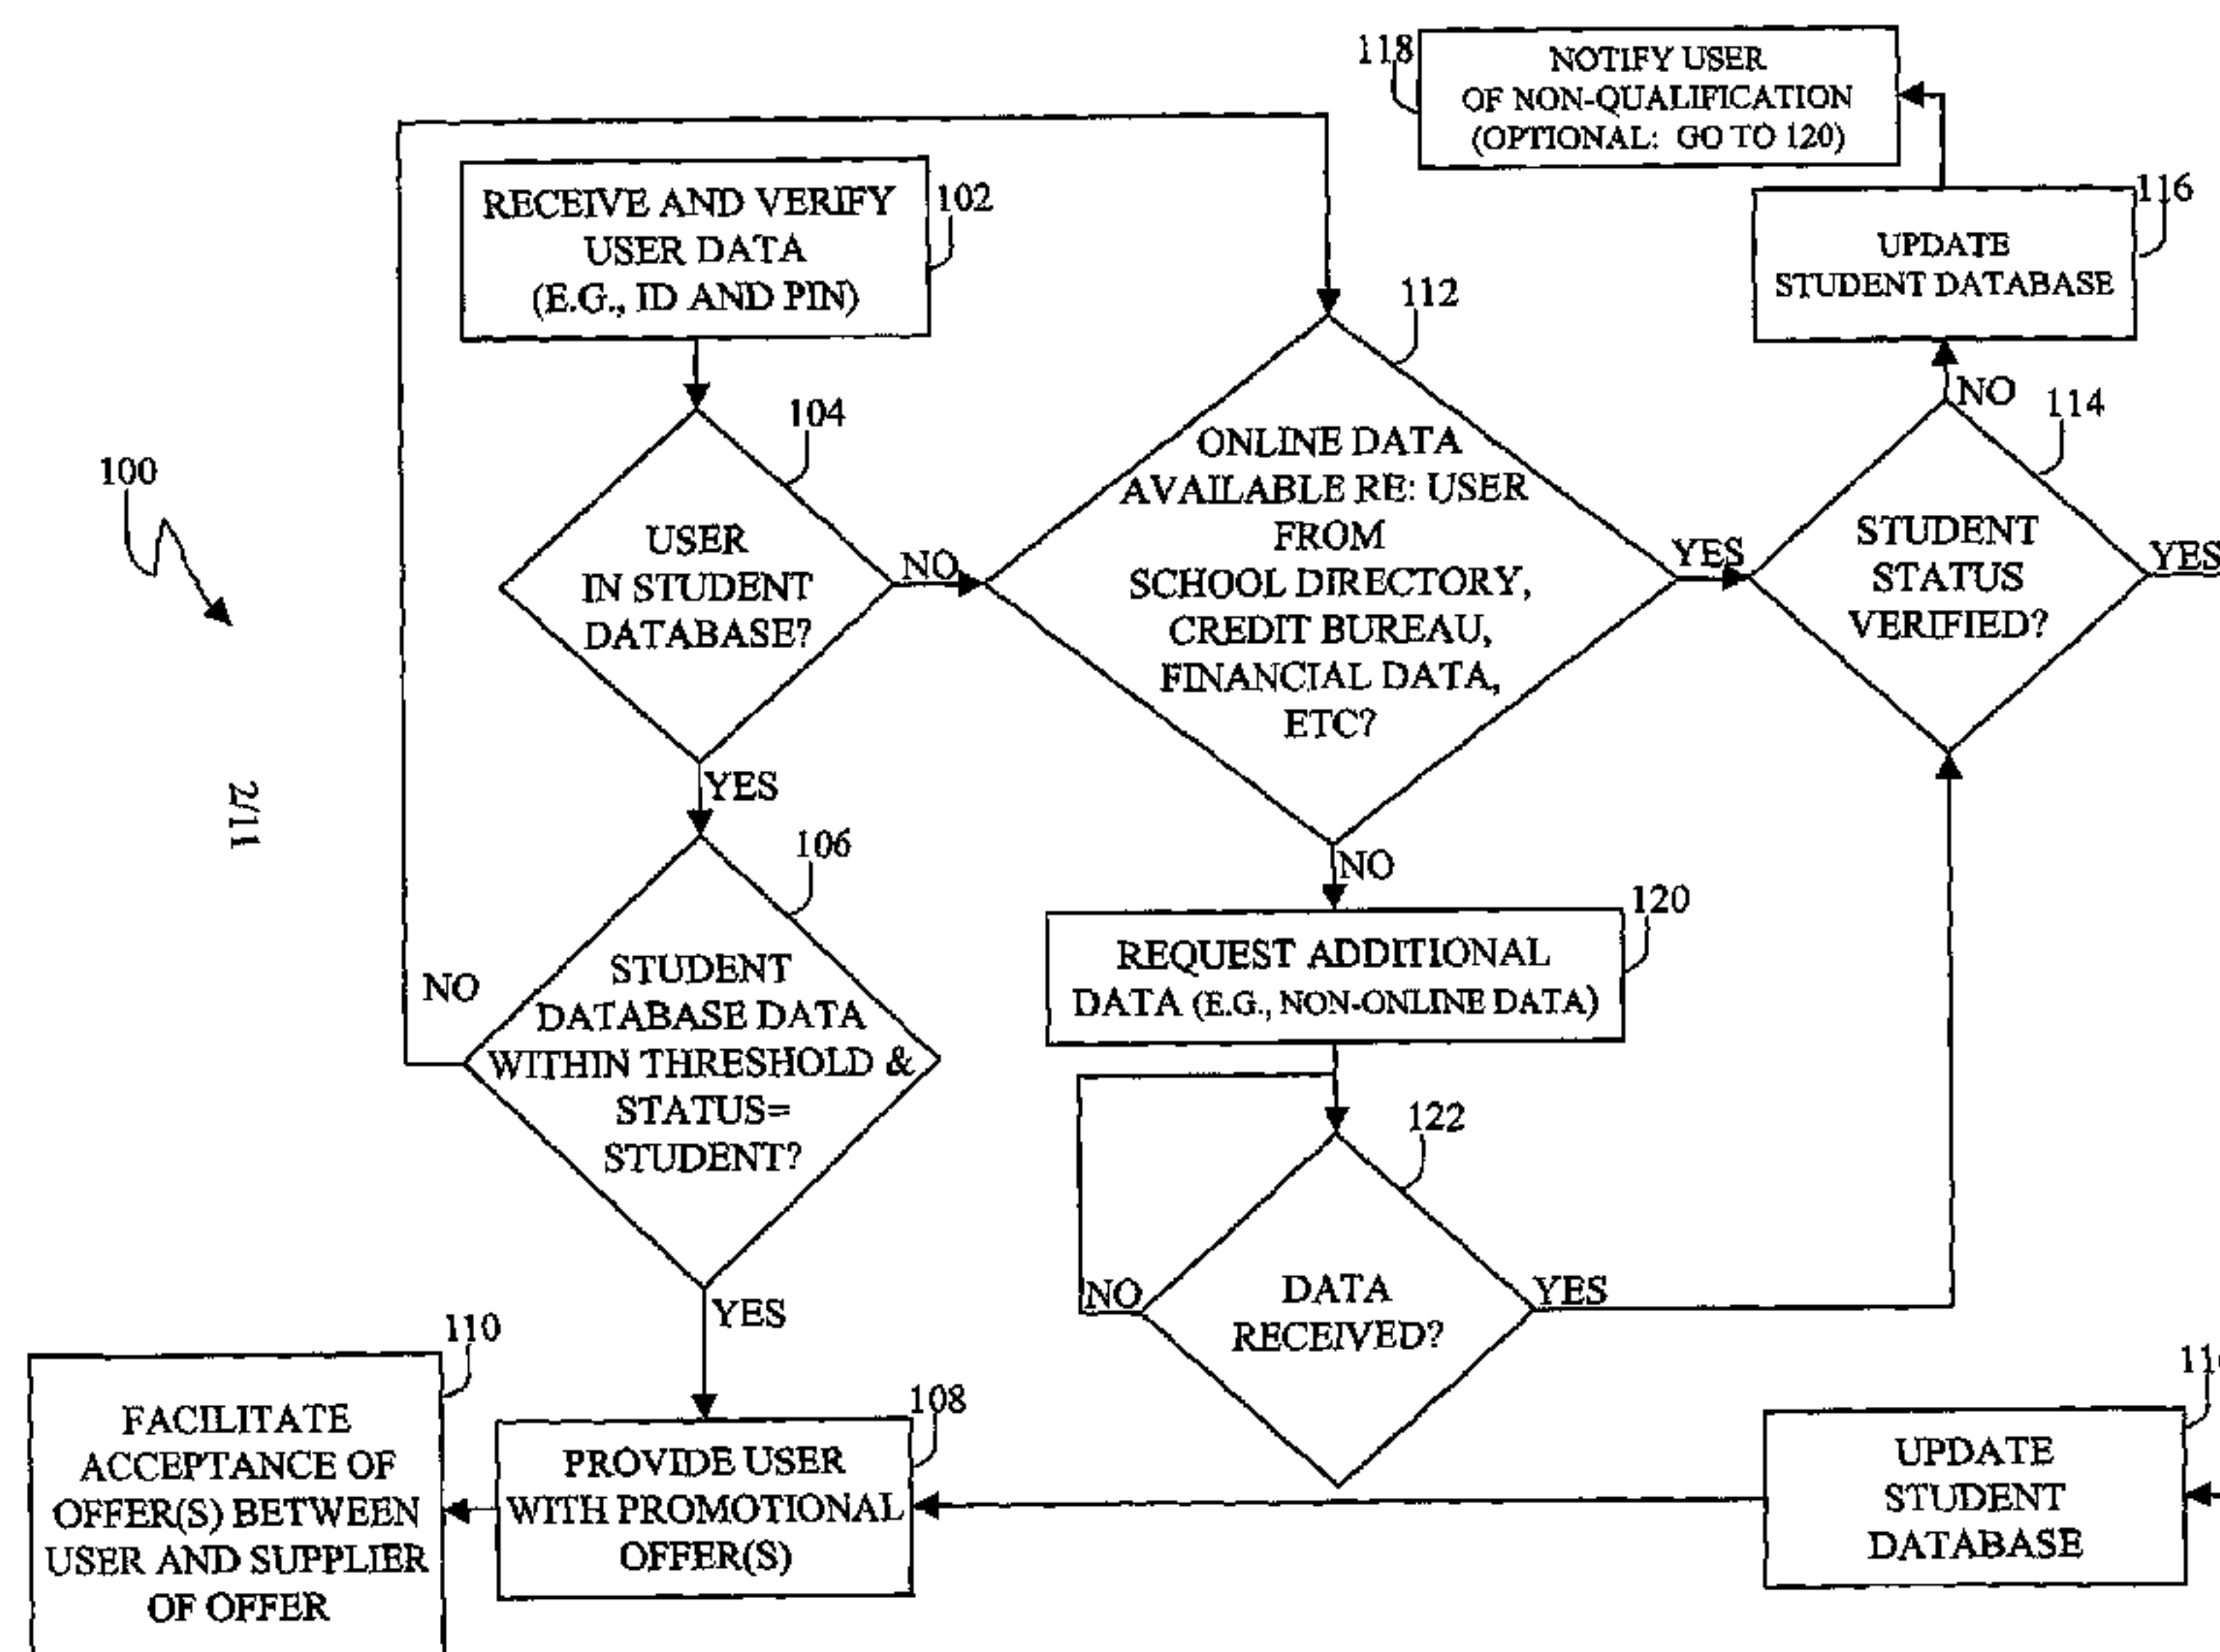 118
NOTIFY USER
OF NON-QUALIFICATION
(OPTIONAL: GO TO 120)
RECEIVE AND VERIFY
USER DATA
(E.G., ID AND PIN)
102
116
UPDATE
STUDENT DATABASE
112
104
NO
114
100
USER
IN STUDENT
DATABASE?
NO
ONLINE DATA
AVAILABLE RE: USER
FROM
SCHOOL DIRECTORY,
CREDIT BUREAU,
FINANCIAL DATA,
ETC?
YES
STUDENT
STATUS
VERIFIED?
YES
2/11
YES
106
NO
120
REQUEST ADDITIONAL
DATA (E.G., NON-ONLINE DATA)
NO
STUDENT
DATABASE DATA
WITHIN THRESHOLD &
STATUS=
STUDENT?
122
NO
DATA
RECEIVED?
YES
YES
110
FACILITATE
ACCEPTANCE OF
OFFER(S) BETWEEN
USER AND SUPPLIER
OF OFFER
108
PROVIDE USER
WITH PROMOTIONAL
OFFER(S)
UPDATE
STUDENT
DATABASE